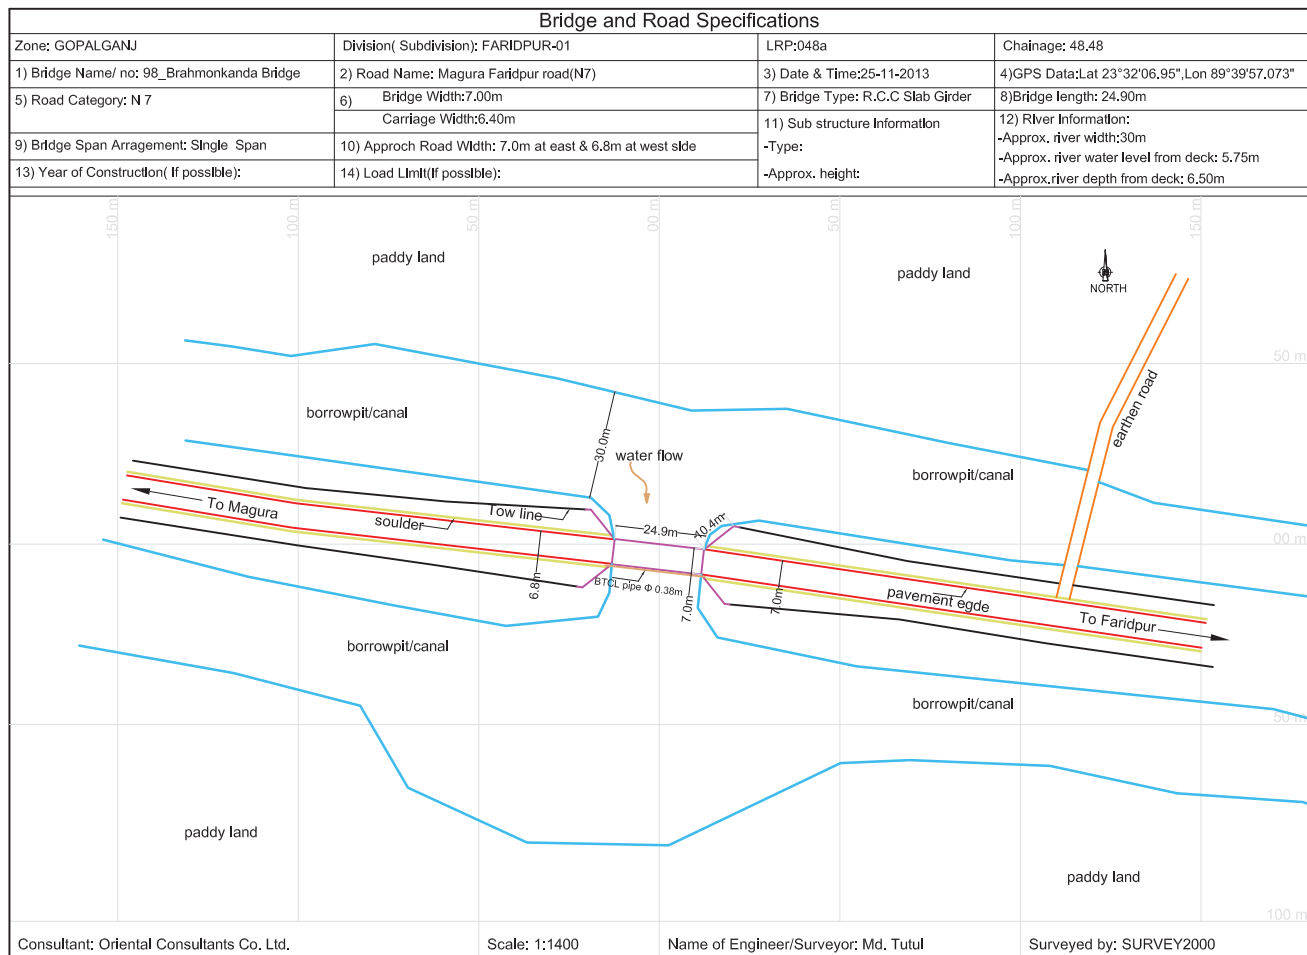 Bridge and Road Specifications
Zone: GOPALGANJ
Division( Subdivision): FARIDPUR-01
LRP:048a
Chainage: 48.48
1) Bridge Name/ no: 98_Brahmonkanda Bridge
2) Road Name: Magura Faridpur road(N7)
3) Date & Time:25-11-2013
4)GPS Data:Lat 23°32'06.95",Lon 89°39'57.073"
5) Road Category: N 7
6) Bridge Width:7.00m
Carriage Width:6.40m
7) Bridge Type: R.C.C Slab Girder
8)Bridge length: 24.90m
9) Bridge Span Arragement: Single Span
10) Approch Road Width: 7.0m at east & 6.8m at west side
11) Sub structure Information
-Type:
-Approx. height:
12) River Information:
-Approx. river width:30m
-Approx. river water level from deck: 5.75m
-Approx.river depth from deck: 6.50m
13) Year of Construction( If possible):
14) Load Limit(If possible):
150 m
100 m
50 m
00 m
50 m
100 m
150 m
paddy land
paddy land
NORTH
50 m
earthen road
borrowpit/canal
30.0m
water flow
borrowpit/canal
To Magura
soulder
Tow line
24.9m
10.4m
00 m
6.8m
BTCL pipe Φ 0.38m
7.0m
7.0m
pavement egde
To Faridpur
borrowpit/canal
borrowpit/canal
50 m
paddy land
paddy land
100 m
Consultant: Oriental Consultants Co. Ltd.
Scale: 1:1400
Name of Engineer/Surveyor: Md. Tutul
Surveyed by: SURVEY2000